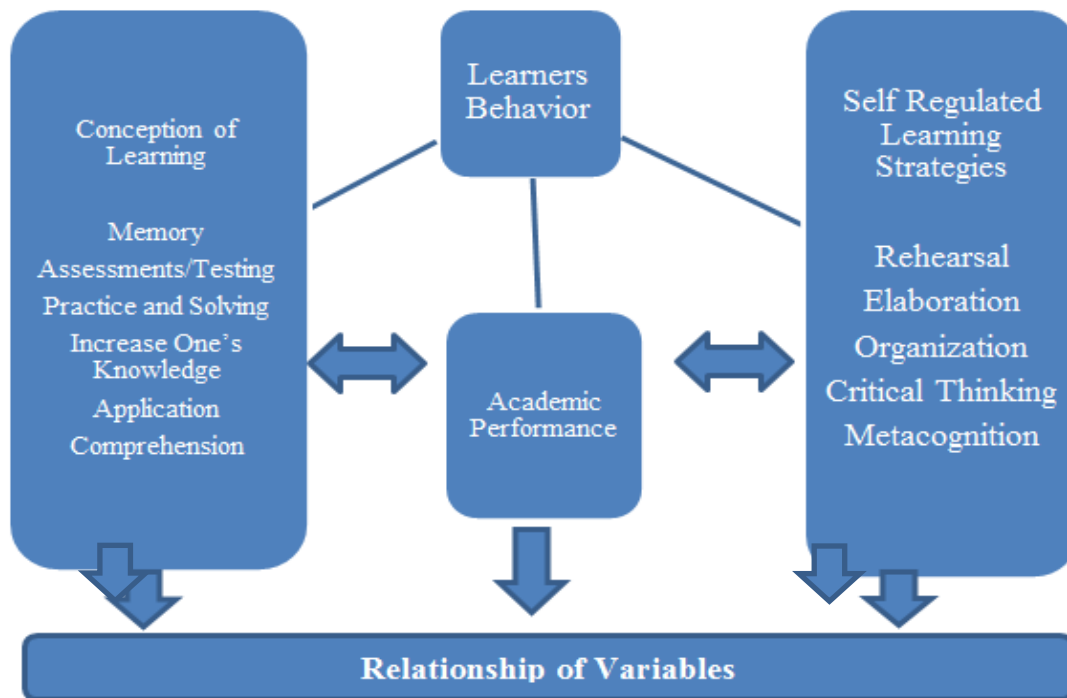 Conception of
Learning
Memory
Assessments/Testing
Practice and Solving
Increase One’s
Knowledge
Application
Comprehension
Learners
Behavior
Academic
Performance
Self Regulated
Learning
Strategies
Rehearsal
Elaboration
Organization
Critical Thinking
Metacognition
Relationship of Variables